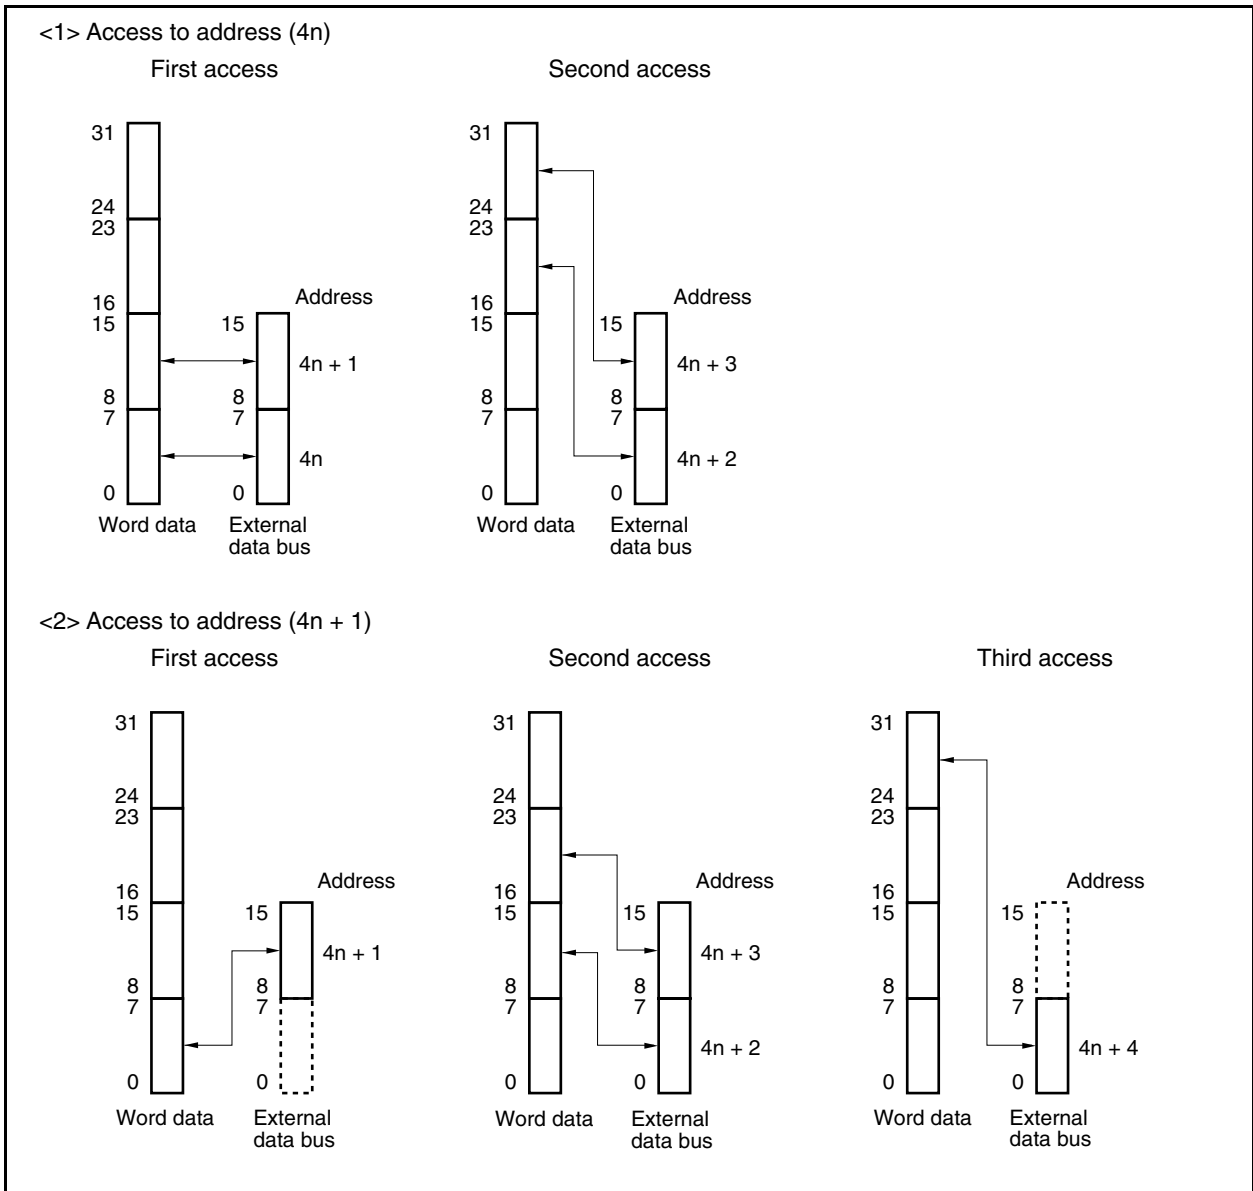 <1> Access to address (4n)
First access
Second access
31
24
23
16
15
8
7
0
Address
15
4n + 1
8
7
4n
0
Word data
External
data bus
31
24
23
16
15
8
7
0
Address
15
4n + 3
8
7
4n + 2
0
Word data
External
data bus
<2> Access to address (4n + 1)
First access
Second access
Third access
31
24
23
16
15
8
7
0
Address
15
4n + 1
8
7
0
Word data
External
data bus
31
24
23
16
15
8
7
0
Address
15
4n + 3
8
7
4n + 2
0
Word data
External
data bus
31
24
23
16
15
8
7
0
Address
15
8
7
4n + 4
0
Word data
External
data bus